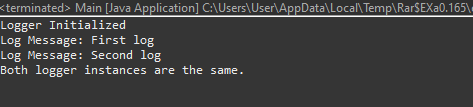 <terminated> Main [Java Application] C:\Users\User\AppData\Local\Temp\Rar$EXa0.165\
Logger Initialized
Log Message: First log
Log Message: Second log
Both logger instances are the same.